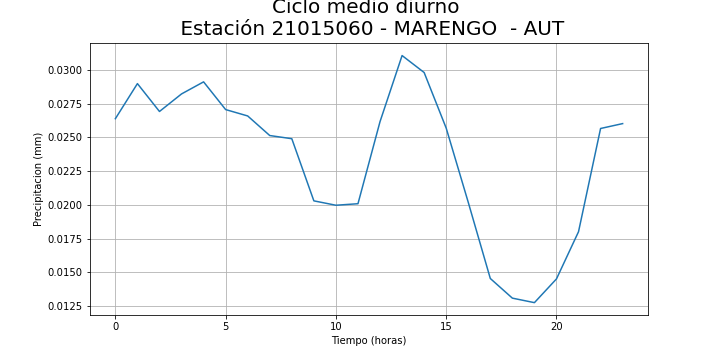 Ciclo medio diurno
Estación 21015060 - MARENGO  - AUT
0.0300
0.0275
0.0250
0.0225
0.0200
0.0175
0.0150
0.0125
Precipitacion (mm)
0 5 10 15 20
Tiempo (horas)